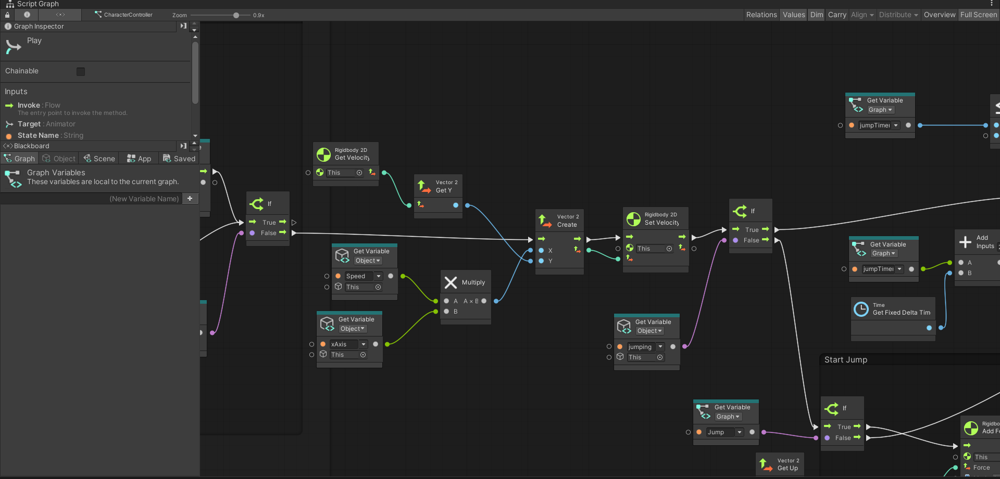 Script Graph
CharacterController
Zoom
0.9x
Relations
Values
Dim
Carry
Align
Distribute
Overview
Full Screen
Graph Inspector
Play
Chainable
Inputs
Invoke : Flow
The entry point to invoke the method.
Target : Animator
State Name : String
<x> Blackboard
Graph
Object
Scene
App
Saved
Graph Variables
These variables are local to the current graph.
(New Variable Name)
+
e
If
True
False
Rigidbody 2D
Get Velocity
This
Vector 2
Get Y
Get Variable
Object
Speed
This
Get Variable
Object
xAxis
This
Multiply
A
A × B
B
Vector 2
Create
X
Y
Rigidbody 2D
Set Velocity
This
If
True
False
Get Variable
Object
jumping
This
Get Variable
Graph
jumpTimer
Get Variable
Graph
jumpTimer
Add
Inputs
2
A
B
Time
Get Fixed Delta Tim
Start Jump
Get Variable
Graph
Jump
If
True
False
Vector 2
Get Up
Rigidbo
Add Fo
This
Force